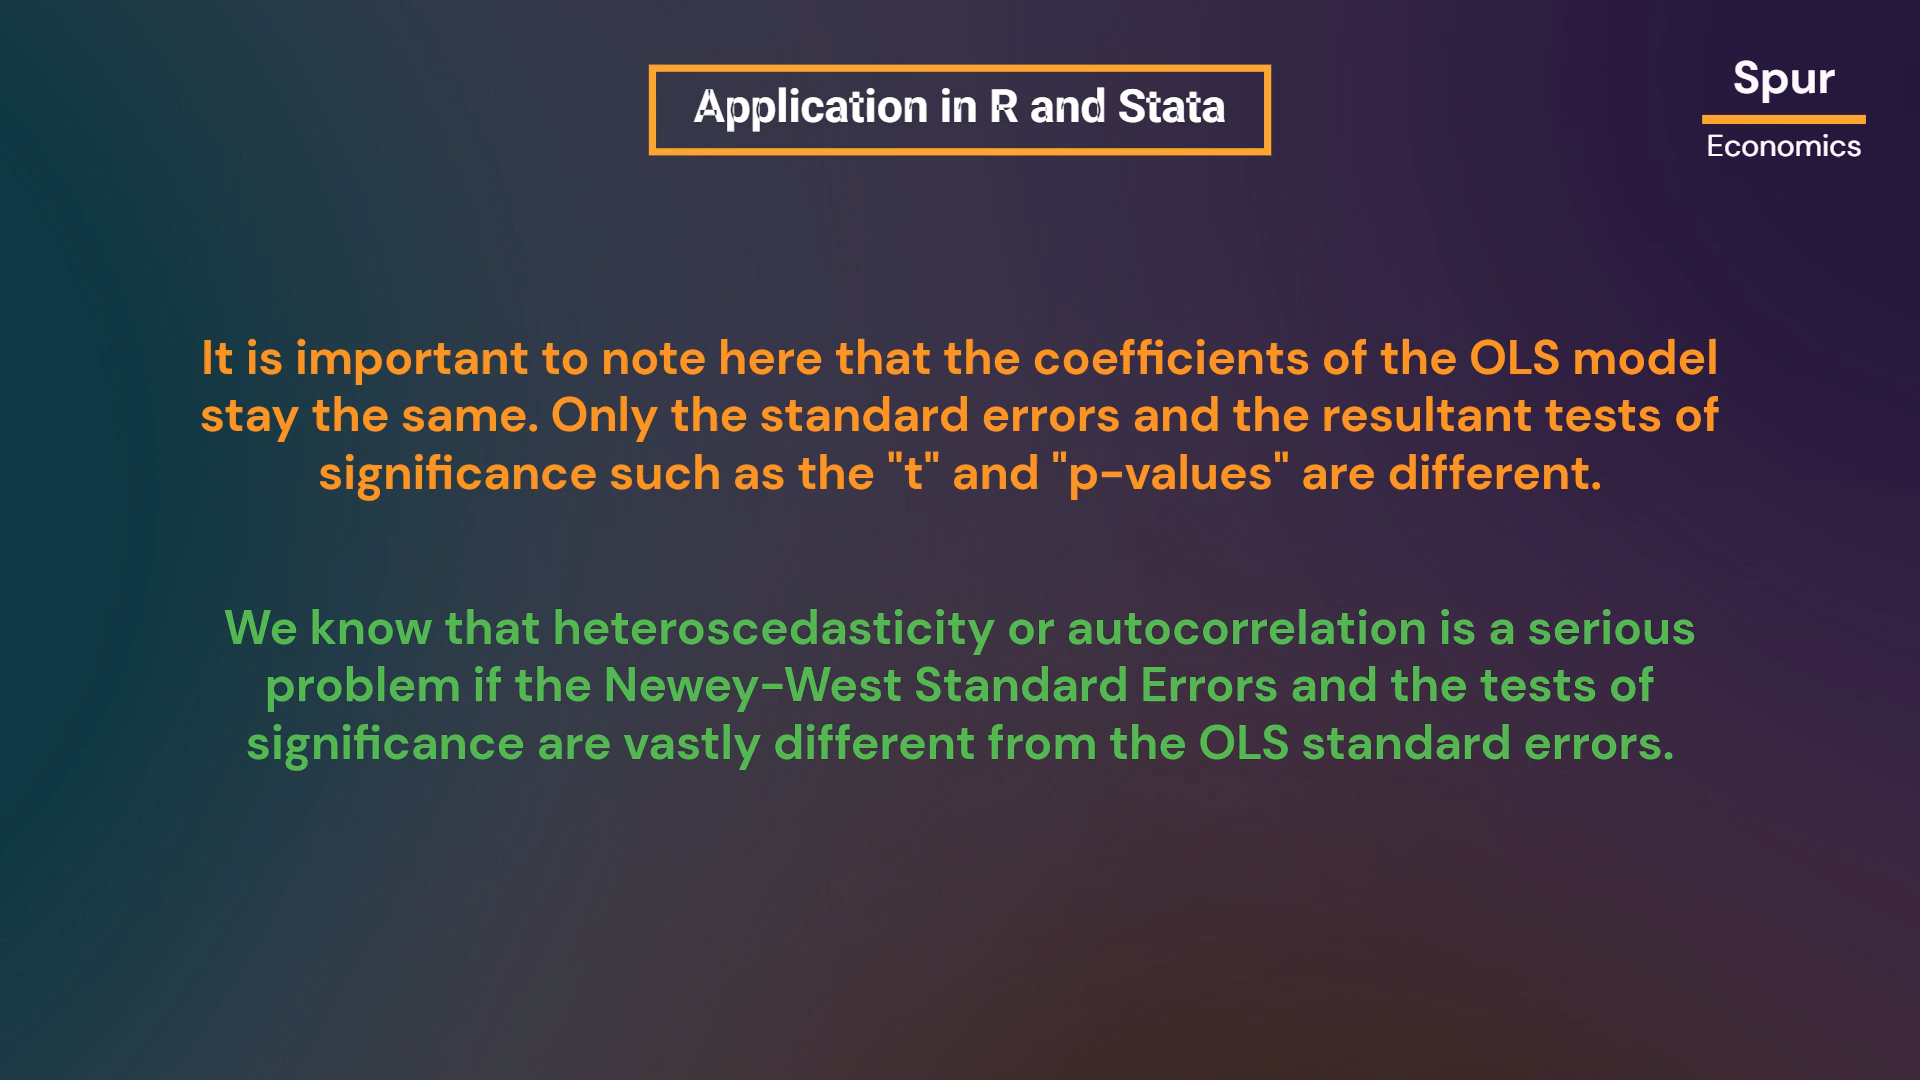 Application in R and Stata
Spur
Economics
It is important to note here that the coefficients of the OLS model
stay the same. Only the standard errors and the resultant tests of
significance such as the "t" and "p-values" are different.
We know that heteroscedasticity or autocorrelation is a serious
problem if the Newey-West Standard Errors and the tests of
significance are vastly different from the OLS standard errors.